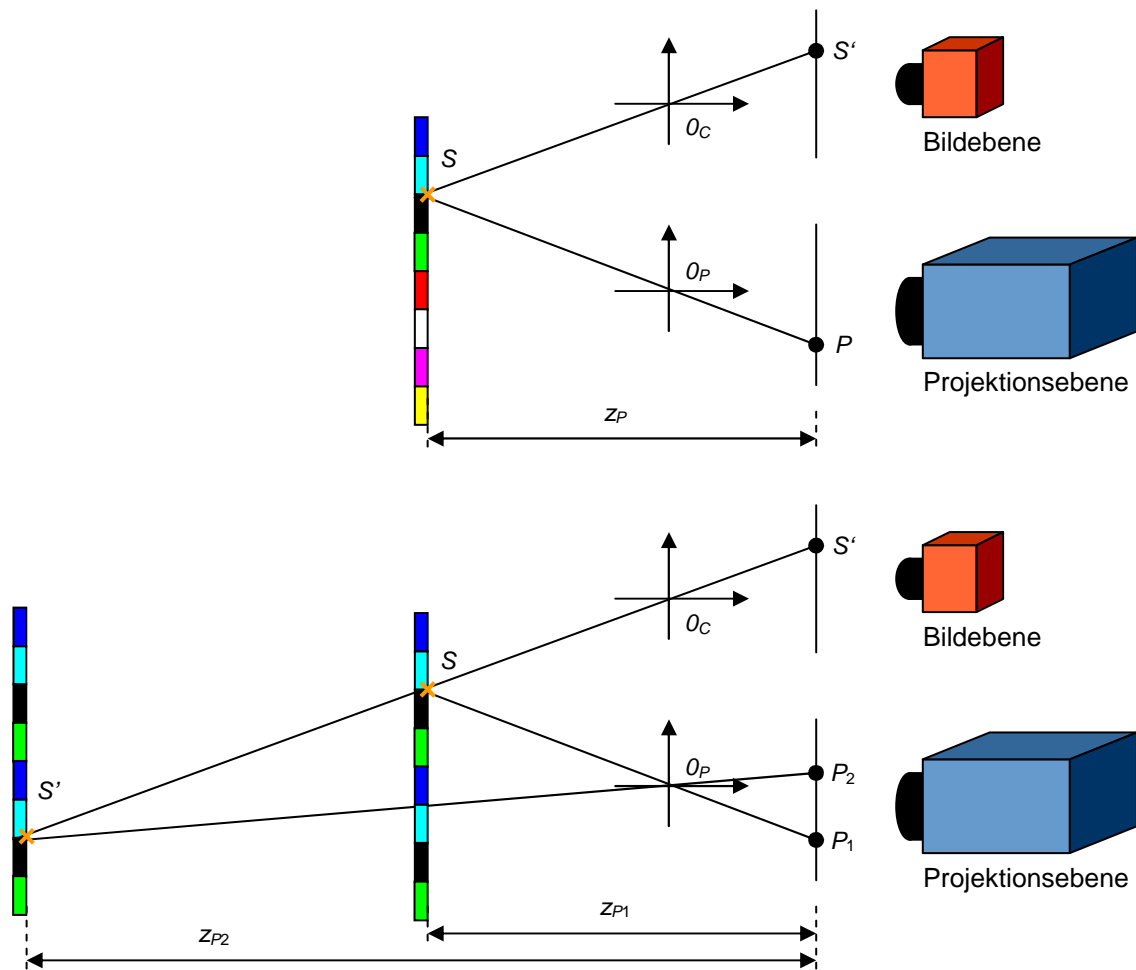 S‘
0C
Bildebene
S
0P
P
Projektionsebene
zP
S‘
0C
Bildebene
S
S’
0P
P2
P1
Projektionsebene
zP1
zP2